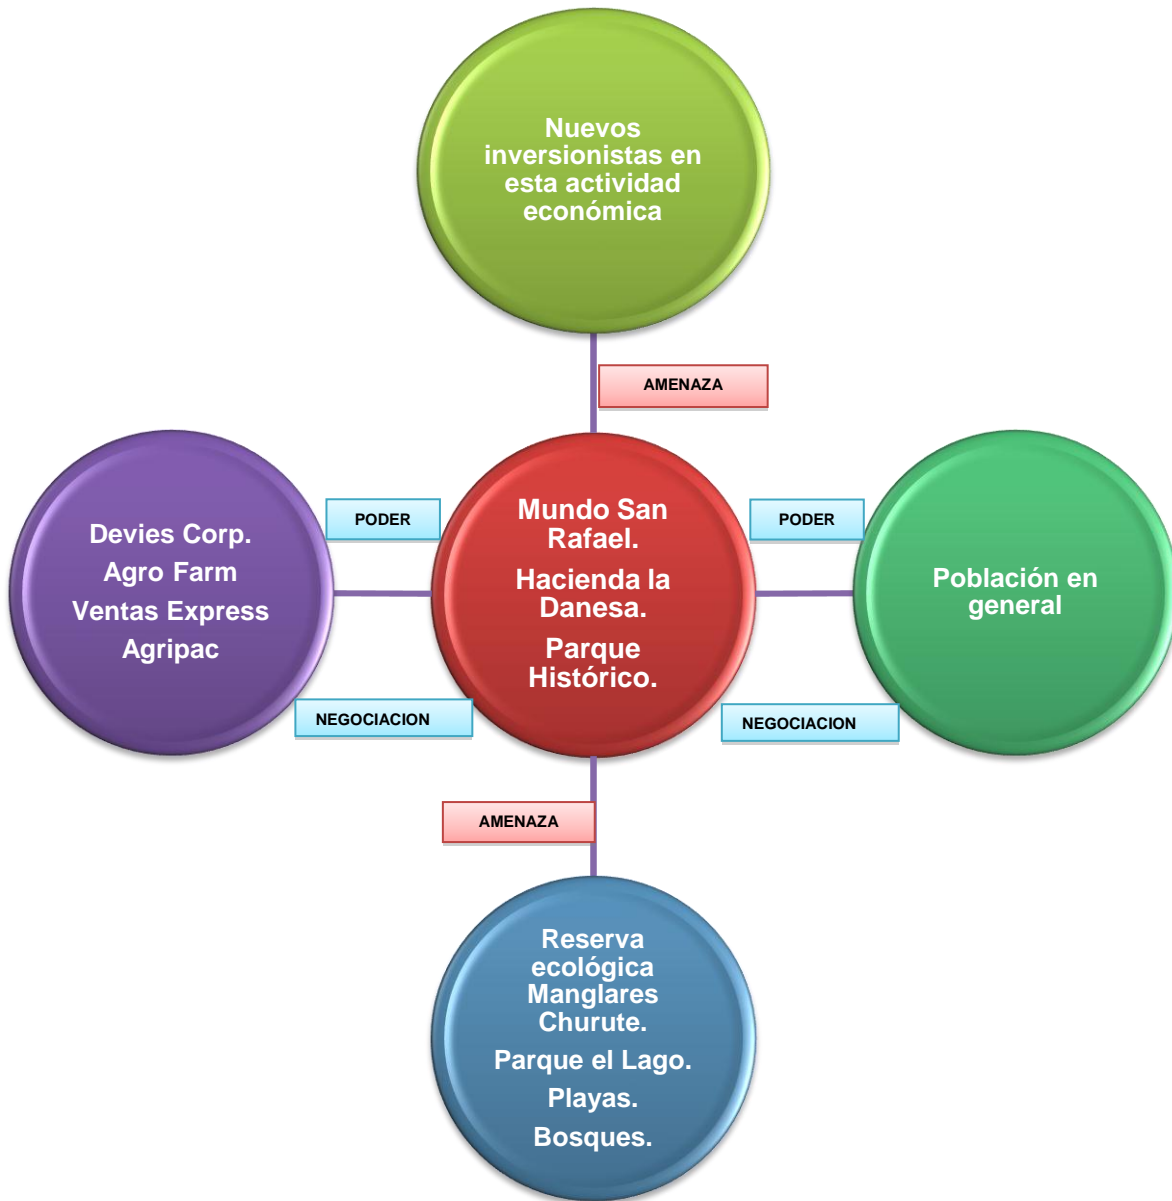 Nuevos
inversionistas en
esta actividad
económica
AMENAZA
Devies Corp.
Agro Farm
Ventas Express
Agripac
PODER
NEGOCIACION
Mundo San
Rafael.
Hacienda la
Danesa.
Parque
Histórico.
PODER
NEGOCIACION
Población en
general
AMENAZA
Reserva
ecológica
Manglares
Churute.
Parque el Lago.
Playas.
Bosques.